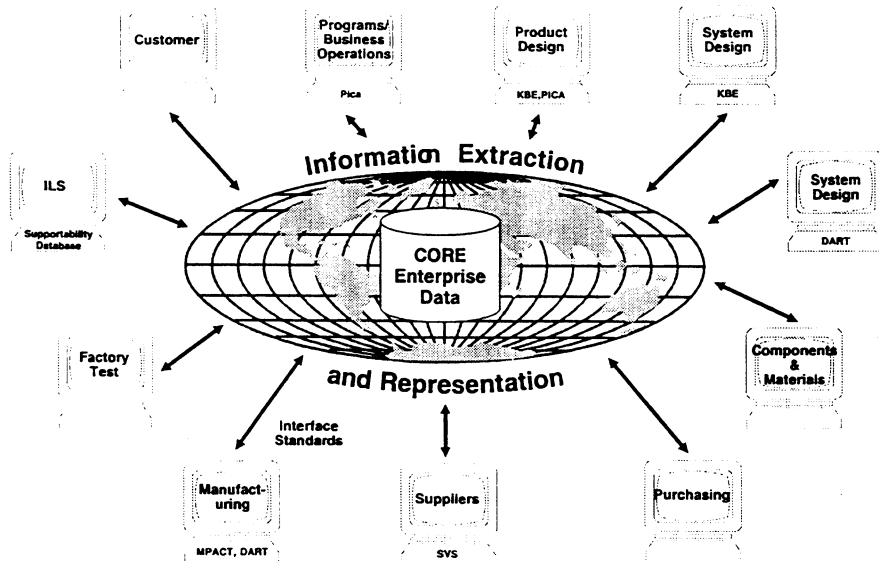 Customer
Programs/
Business
Operations
Pica
Product
Design
KBE,PICA
System
Design
KBE
Information Extraction
ILS
Supportability
Database
System
Design
DART
CORE
Enterprise
Data
Factory
Test
Components
&
Materials
and Representation
Interface
Standards
Manufact-
uring
MPACT, DART
Suppliers
SVS
Purchasing